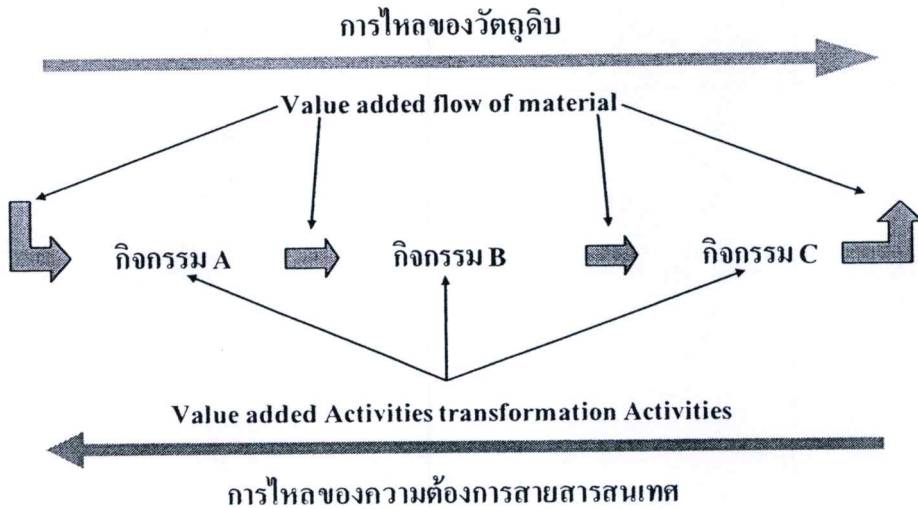 การไหลของวัตถุดิบ
Value added flow of material
กิจกรรม A
กิจกรรม B
กิจกรรม C
Value added Activities transformation Activities
การไหลของความต้องการสายสารสนเทศ